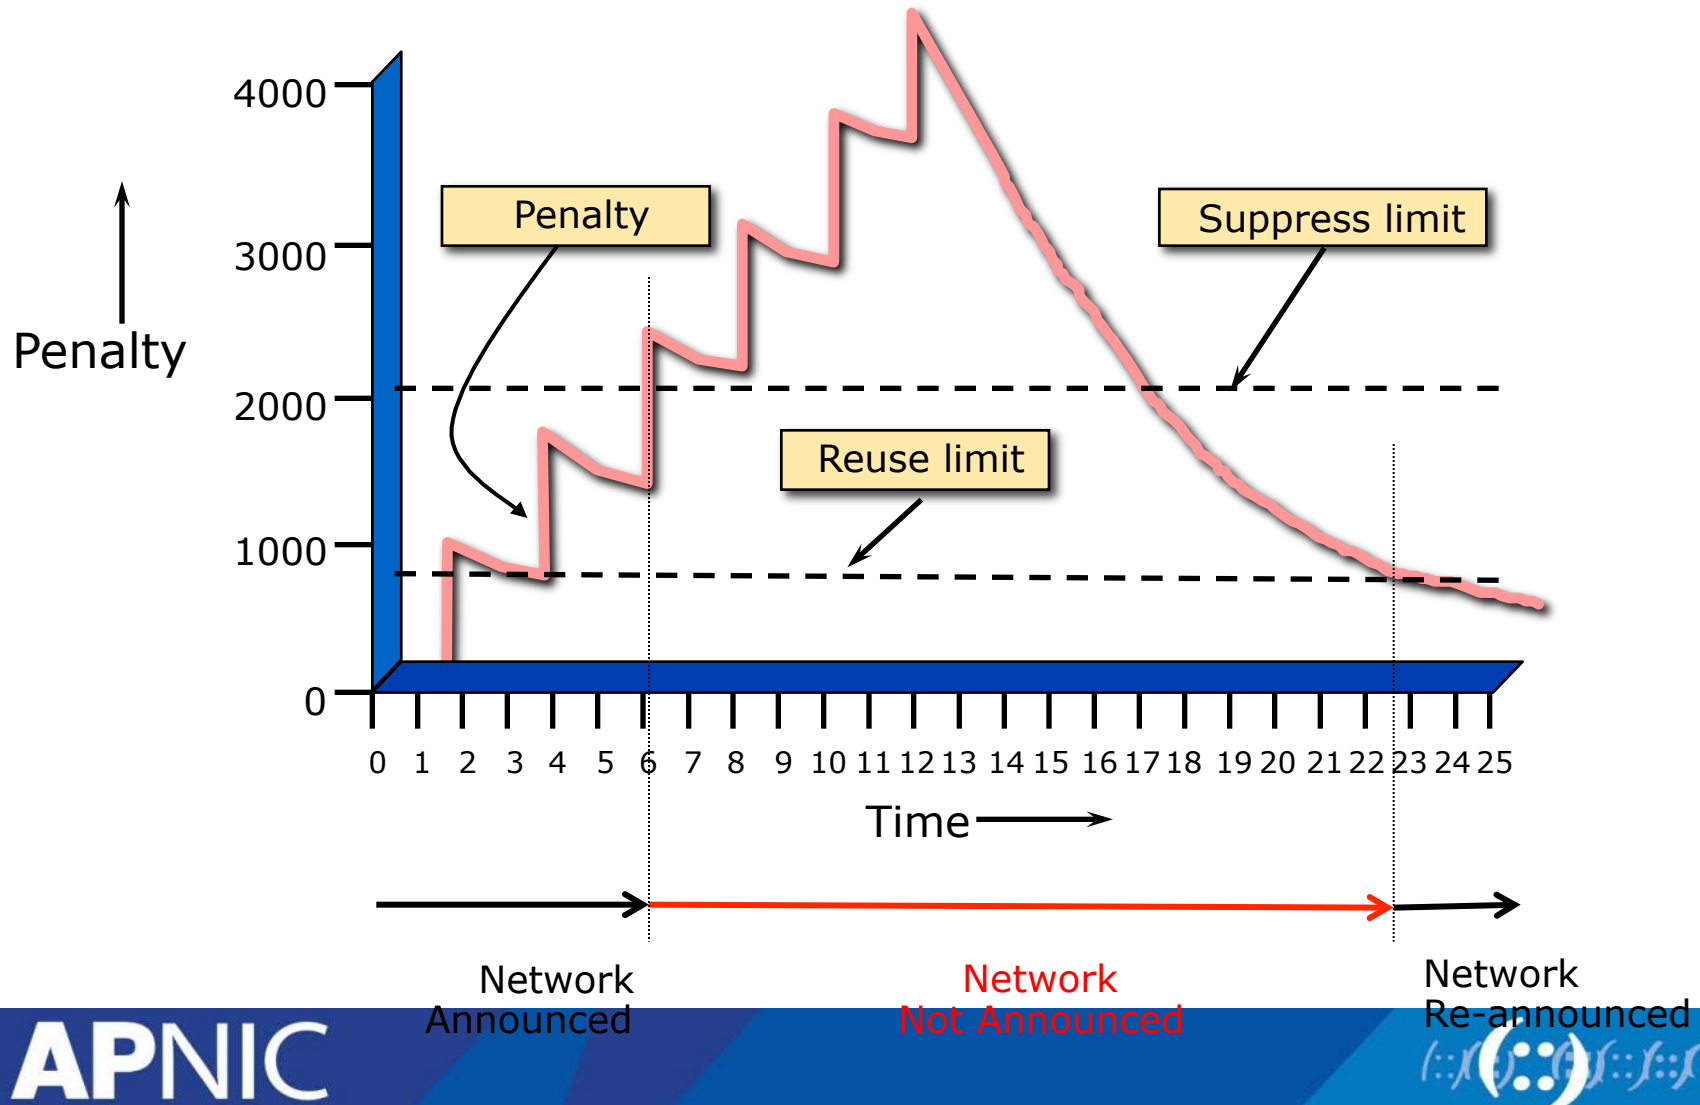 4000
3000
2000
1000
0
Penalty
Penalty
Suppress limit
Reuse limit
0 1 2 3 4 5 6 7 8 9 10 11 12 13 14 15 16 17 18 19 20 21 22 23 24 25
Time
Network
Announced
Network
Not Announced
Network
Re-announced
APNIC